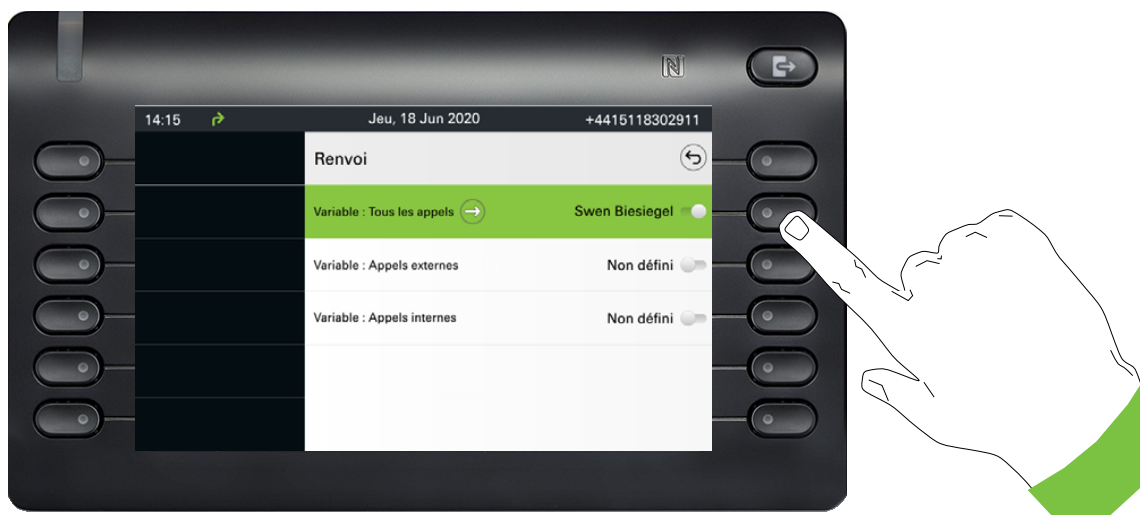 14:15 Jeu, 18 Jun 2020 +4415118302911
Renvoi
Variable : Tous les appels Swen Biesiegel
Variable : Appels externes Non défini
Variable : Appels internes Non défini